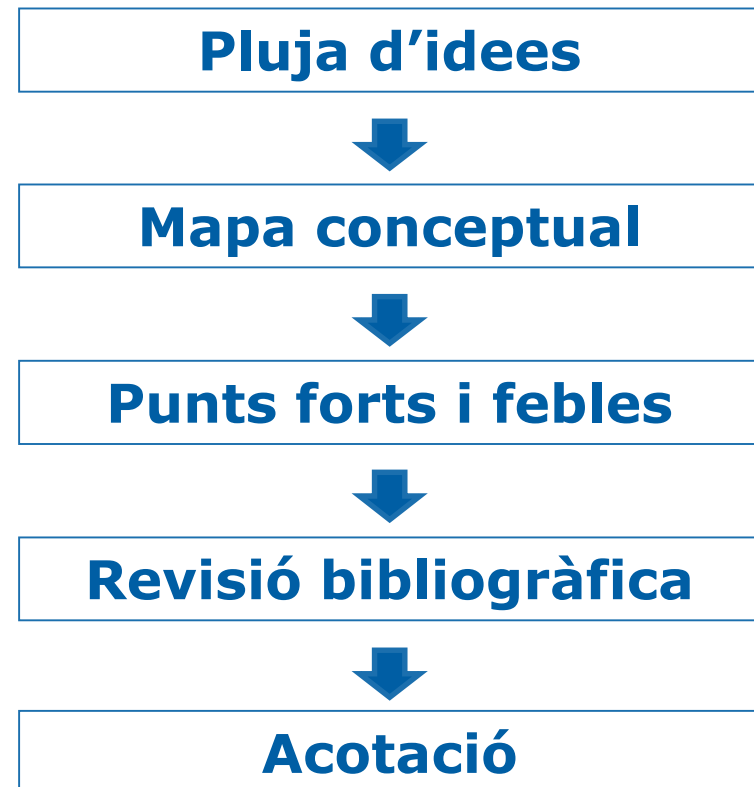 Pluja d’idees
Mapa conceptual
Punts forts i febles
Revisió bibliogràfica
Acotació